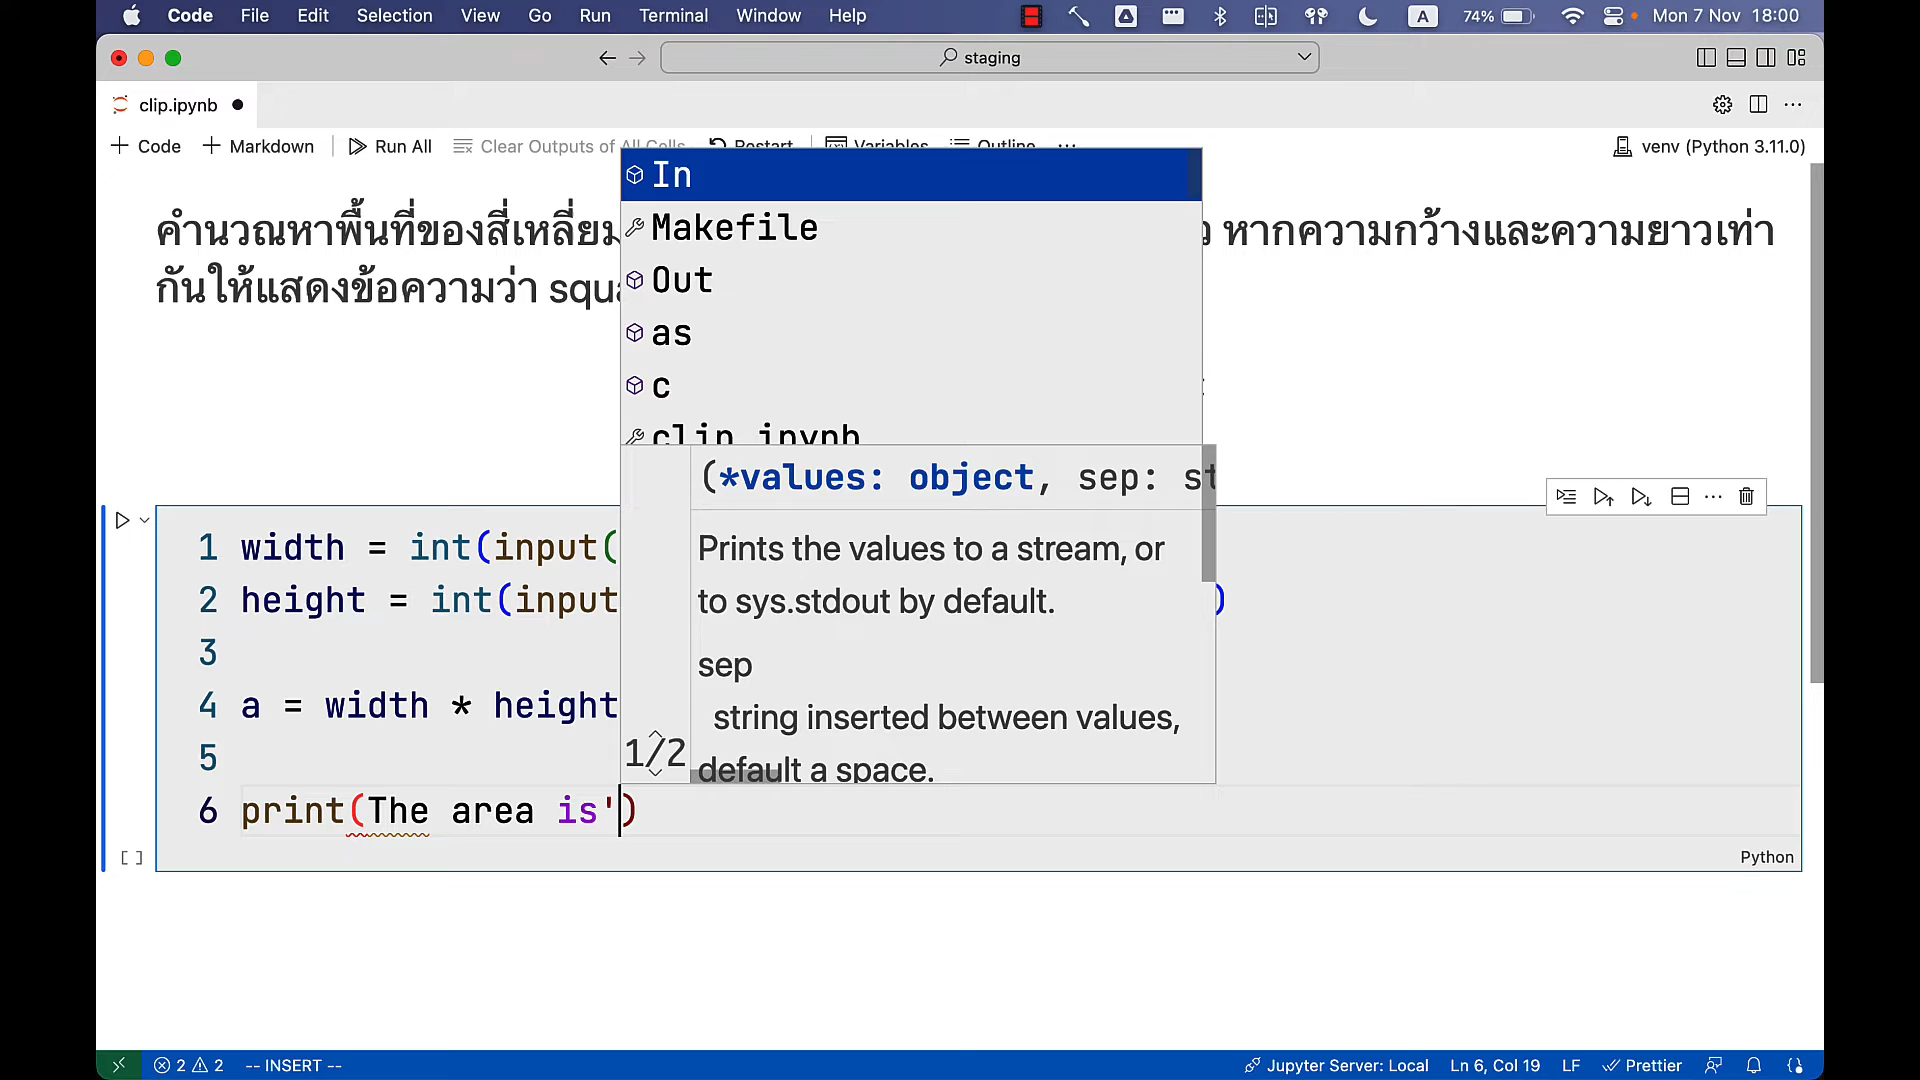 Code File Edit Selection View Go Run Terminal Window Help A 74% Mon 7 Nov 18:00
staging
clip.ipynb
Code Markdown Run All Clear Outputs of All Cells Restart Variables Outline ... venv (Python 3.11.0)
In
คำนวณหาพื้นที่ของสี่เหลี่ยม หากความกว้างและความยาวเท่า
Makefile
กันให้แสดงข้อความว่า squa
Out
as
c
clip.ipynb
(*values: object, sep: st
1 width = int(input(
Prints the values to a stream, or
2 height = int(input )
to sys.stdout by default.
3
sep
4 a = width * height
string inserted between values,
5
1/2
default a space.
6 print(The area is')
[ ] Python
2 2 -- INSERT -- Jupyter Server: Local Ln 6, Col 19 LF Prettier